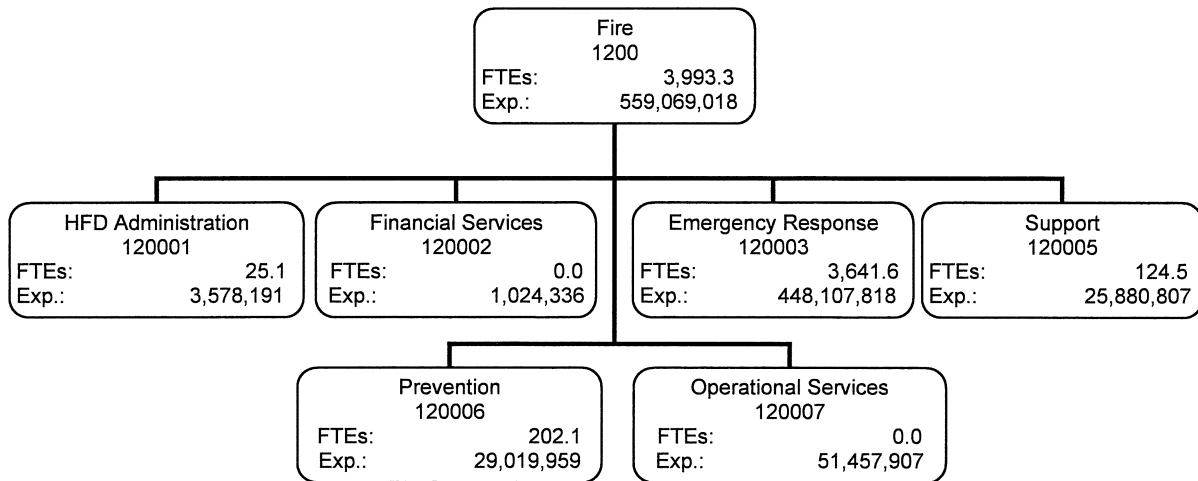 Fire
1200
FTEs: 3,993.3
Exp.: 559,069,018
HFD Administration
120001
FTEs: 25.1
Exp.: 3,578,191
Financial Services
120002
FTEs: 0.0
Exp.: 1,024,336
Emergency Response
120003
FTEs: 3,641.6
Exp.: 448,107,818
Support
120005
FTEs: 124.5
Exp.: 25,880,807
Prevention
120006
FTEs: 202.1
Exp.: 29,019,959
Operational Services
120007
FTEs: 0.0
Exp.: 51,457,907